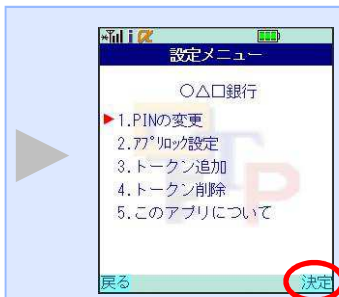 設定メニュー
○△□銀行
1.PINの変更
2.ｱﾌﾟﾘﾛｯｸ設定
3.トークン追加
4.トークン削除
5.このアプリについて
戻る 決定